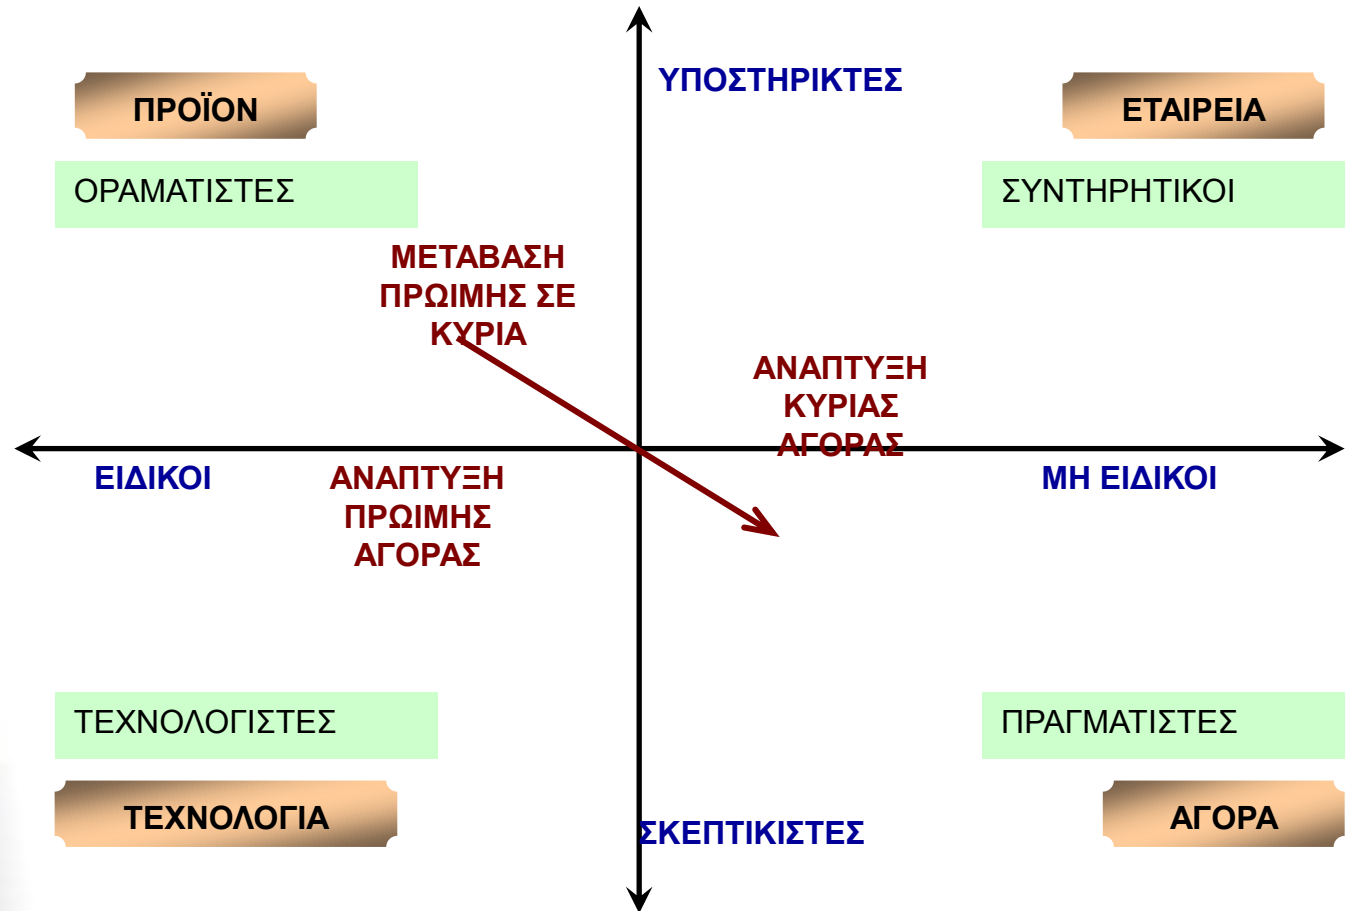 ΥΠΟΣΤΗΡΙΚΤΕΣ
ΠΡΟΪΟΝ
ΕΤΑΙΡΕΙΑ
ΟΡΑΜΑΤΙΣΤΕΣ
ΣΥΝΤΗΡΗΤΙΚΟΙ
ΜΕΤΑΒΑΣΗ
ΠΡΩΙΜΗΣ ΣΕ
ΚΥΡΙΑ
ΑΝΑΠΤΥΞΗ
ΚΥΡΙΑΣ
ΑΓΟΡΑΣ
ΕΙΔΙΚΟΙ
ΑΝΑΠΤΥΞΗ
ΠΡΩΙΜΗΣ
ΑΓΟΡΑΣ
ΜΗ ΕΙΔΙΚΟΙ
ΤΕΧΝΟΛΟΓΙΣΤΕΣ
ΠΡΑΓΜΑΤΙΣΤΕΣ
ΤΕΧΝΟΛΟΓΙΑ
ΣΚΕΠΤΙΚΙΣΤΕΣ
ΑΓΟΡΑ